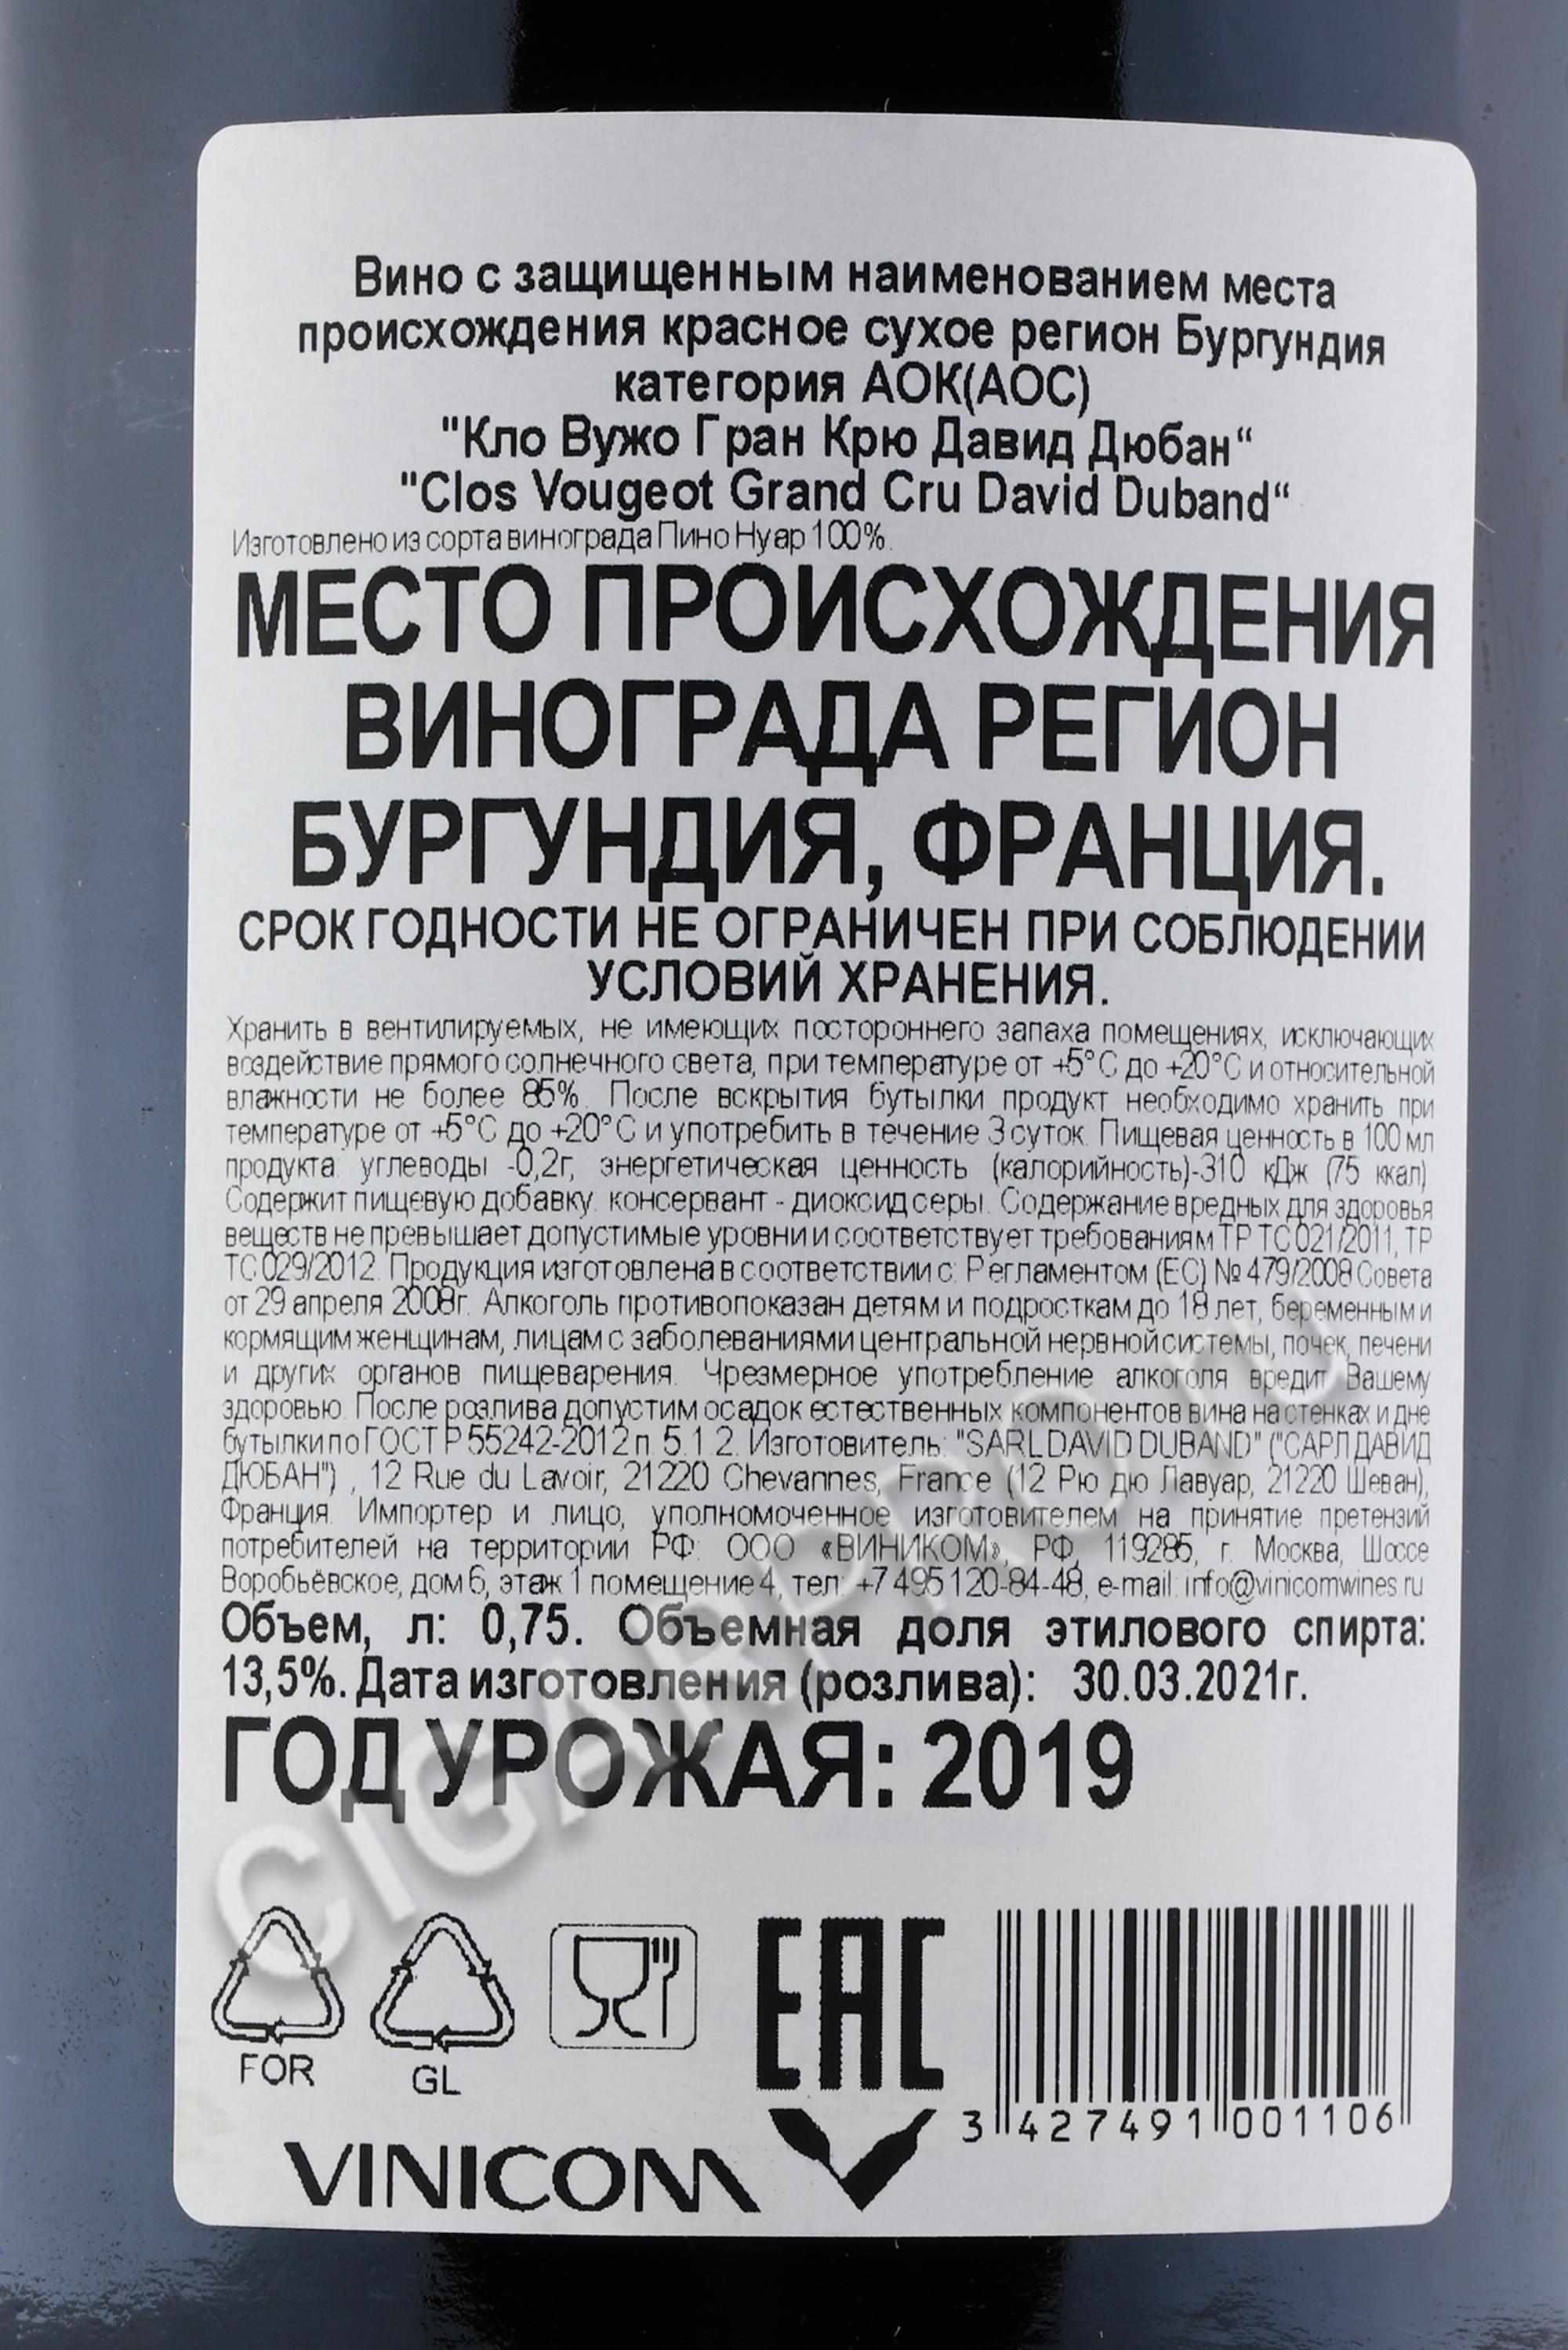 Вино с защищенным наименованием места
происхождения красное сухое регион Бургундия
категория АОК(АОС)
"Кло Вужо Гран Крю Давид Дюбан“
"Clos Vougeot Grand Cru David Duband“
Изготовлено из сорта винограда Пино Нуар 100%.
МЕСТО ПРОИСХОЖДЕНИЯ
ВИНОГРАДА РЕГИОН
БУРГУНДИЯ, ФРАНЦИЯ.
СРОК ГОДНОСТИ НЕ ОГРАНИЧЕН ПРИ СОБЛЮДЕНИИ
УСЛОВИЙ ХРАНЕНИЯ.
Хранить в вентилируемых, не имеющих постороннего запаха помещениях, исключающих
воздействие прямого солнечного света, при температуре от +5°С до +20°С и относительной
влажности не более 85%. После вскрытия бутылки продукт необходимо хранить при
температуре от +5°С до +20°С и употребить в течение 3 суток. Пищевая ценность в 100 мл
продукта: углеводы -0,2г, энергетическая ценность (калорийность)-310 кДж (75 ккал).
Содержит пищевую добавку: консервант - диоксид серы. Содержание вредных для здоровья
веществ не превышает допустимые уровни и соответствует требованиям ТР ТС 021/2011, ТР
ТС 029/2012. Продукция изготовлена в соответствии с: Регламентом (ЕС) № 479/2008 Совета
от 29 апреля 2008г. Алкоголь противопоказан детям и подросткам до 18 лет, беременным и
кормящим женщинам, лицам с заболеваниями центральной нервной системы, почек, печени
и других органов пищеварения. Чрезмерное употребление алкоголя вредит Вашему
здоровью. После розлива допустим осадок естественных компонентов вина на стенках и дне
бутылки по ГОСТ Р 55242-2012 п. 5.1.2. Изготовитель: "SARL DAVID DUBAND" ("САРЛ ДАВИД
ДЮБАН") , 12 Rue du Lavoir, 21220 Chevannes, France (12 Рю дю Лавуар, 21220 Шеван),
Франция. Импортер и лицо, уполномоченное изготовителем на принятие претензий
потребителей на территории РФ: ООО «ВИНИКОМ», РФ, 119285, г. Москва, Шоссе
Воробьёвское, дом 6, этаж 1 помещение 4, тел: +7 495 120-84-48, e-mail: info@vinicomwines.ru
Объем, л: 0,75. Объемная доля этилового спирта:
13,5%. Дата изготовления (розлива): 30.03.2021г.
ГОД УРОЖАЯ: 2019
CIGARPRO.ru
FOR
GL
EAC
3 427491 001106
VINICOM